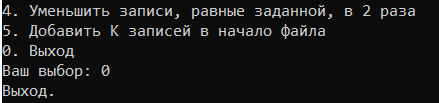 4. Уменьшить записи, равные заданной, в 2 раза
5. Добавить K записей в начало файла
0. Выход
Ваш выбор: 0
Выход.